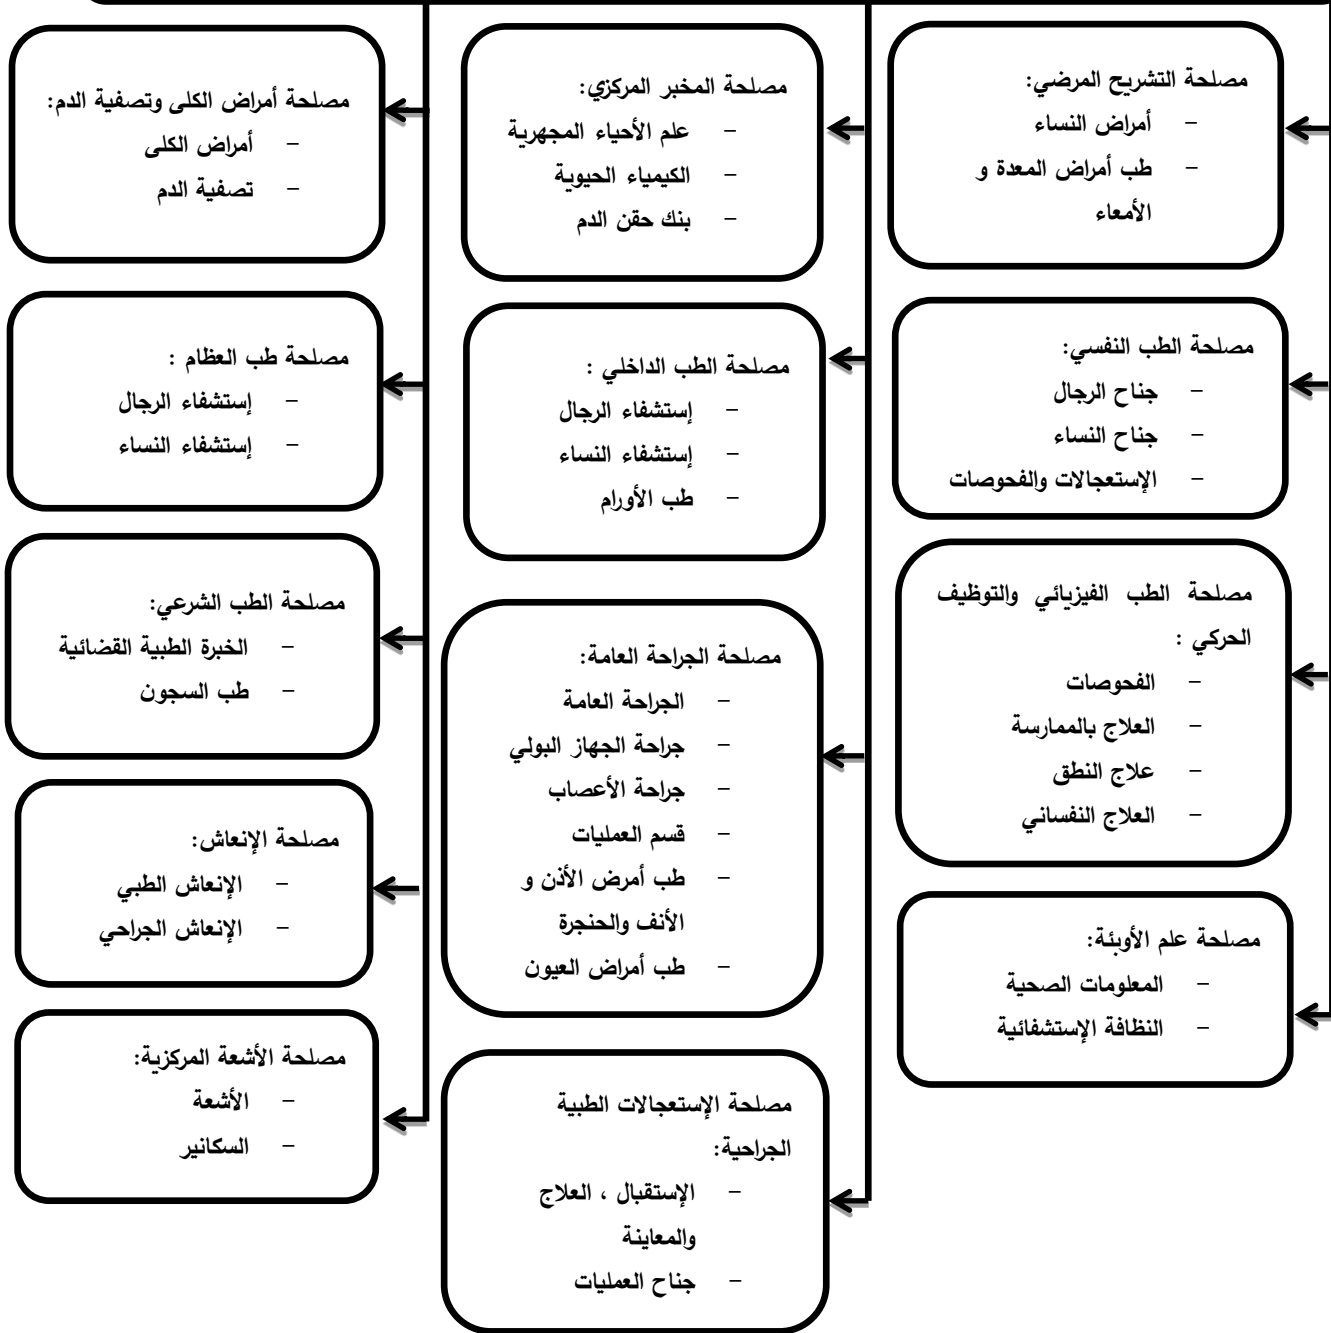 مصلحة التشريح المرضي:
- أمراض النساء
- طب أمراض المعدة و
الأمعاء
مصلحة الطب النفسي:
- جناح الرجال
- جناح النساء
- الإستعجالات والفحوصات
مصلحة الطب الفيزيائي والتوظيف
الحركي :
- الفحوصات
- العلاج بالممارسة
- علاج النطق
- العلاج النفساني
مصلحة علم الأوبئة:
- المعلومات الصحية
- النظافة الإستشفائية
مصلحة المخبر المركزي:
- علم الأحياء المجهرية
- الكيمياء الحيوية
- بنك حقن الدم
مصلحة الطب الداخلي :
- إستشفاء الرجال
- إستشفاء النساء
- طب الأورام
مصلحة الجراحة العامة:
- الجراحة العامة
- جراحة الجهاز البولي
- جراحة الأعصاب
- قسم العمليات
- طب أمرض الأذن و
الأنف والحنجرة
- طب أمراض العيون
مصلحة الإستعجالات الطبية
الجراحية:
- الإستقبال ، العلاج
والمعاينة
- جناح العمليات
مصلحة أمراض الكلى وتصفية الدم:
- أمراض الكلى
- تصفية الدم
مصلحة طب العظام :
- إستشفاء الرجال
- إستشفاء النساء
مصلحة الطب الشرعي:
- الخبرة الطبية القضائية
- طب السجون
مصلحة الإنعاش:
- الإنعاش الطبي
- الإنعاش الجراحي
مصلحة الأشعة المركزية:
- الأشعة
- السكانير